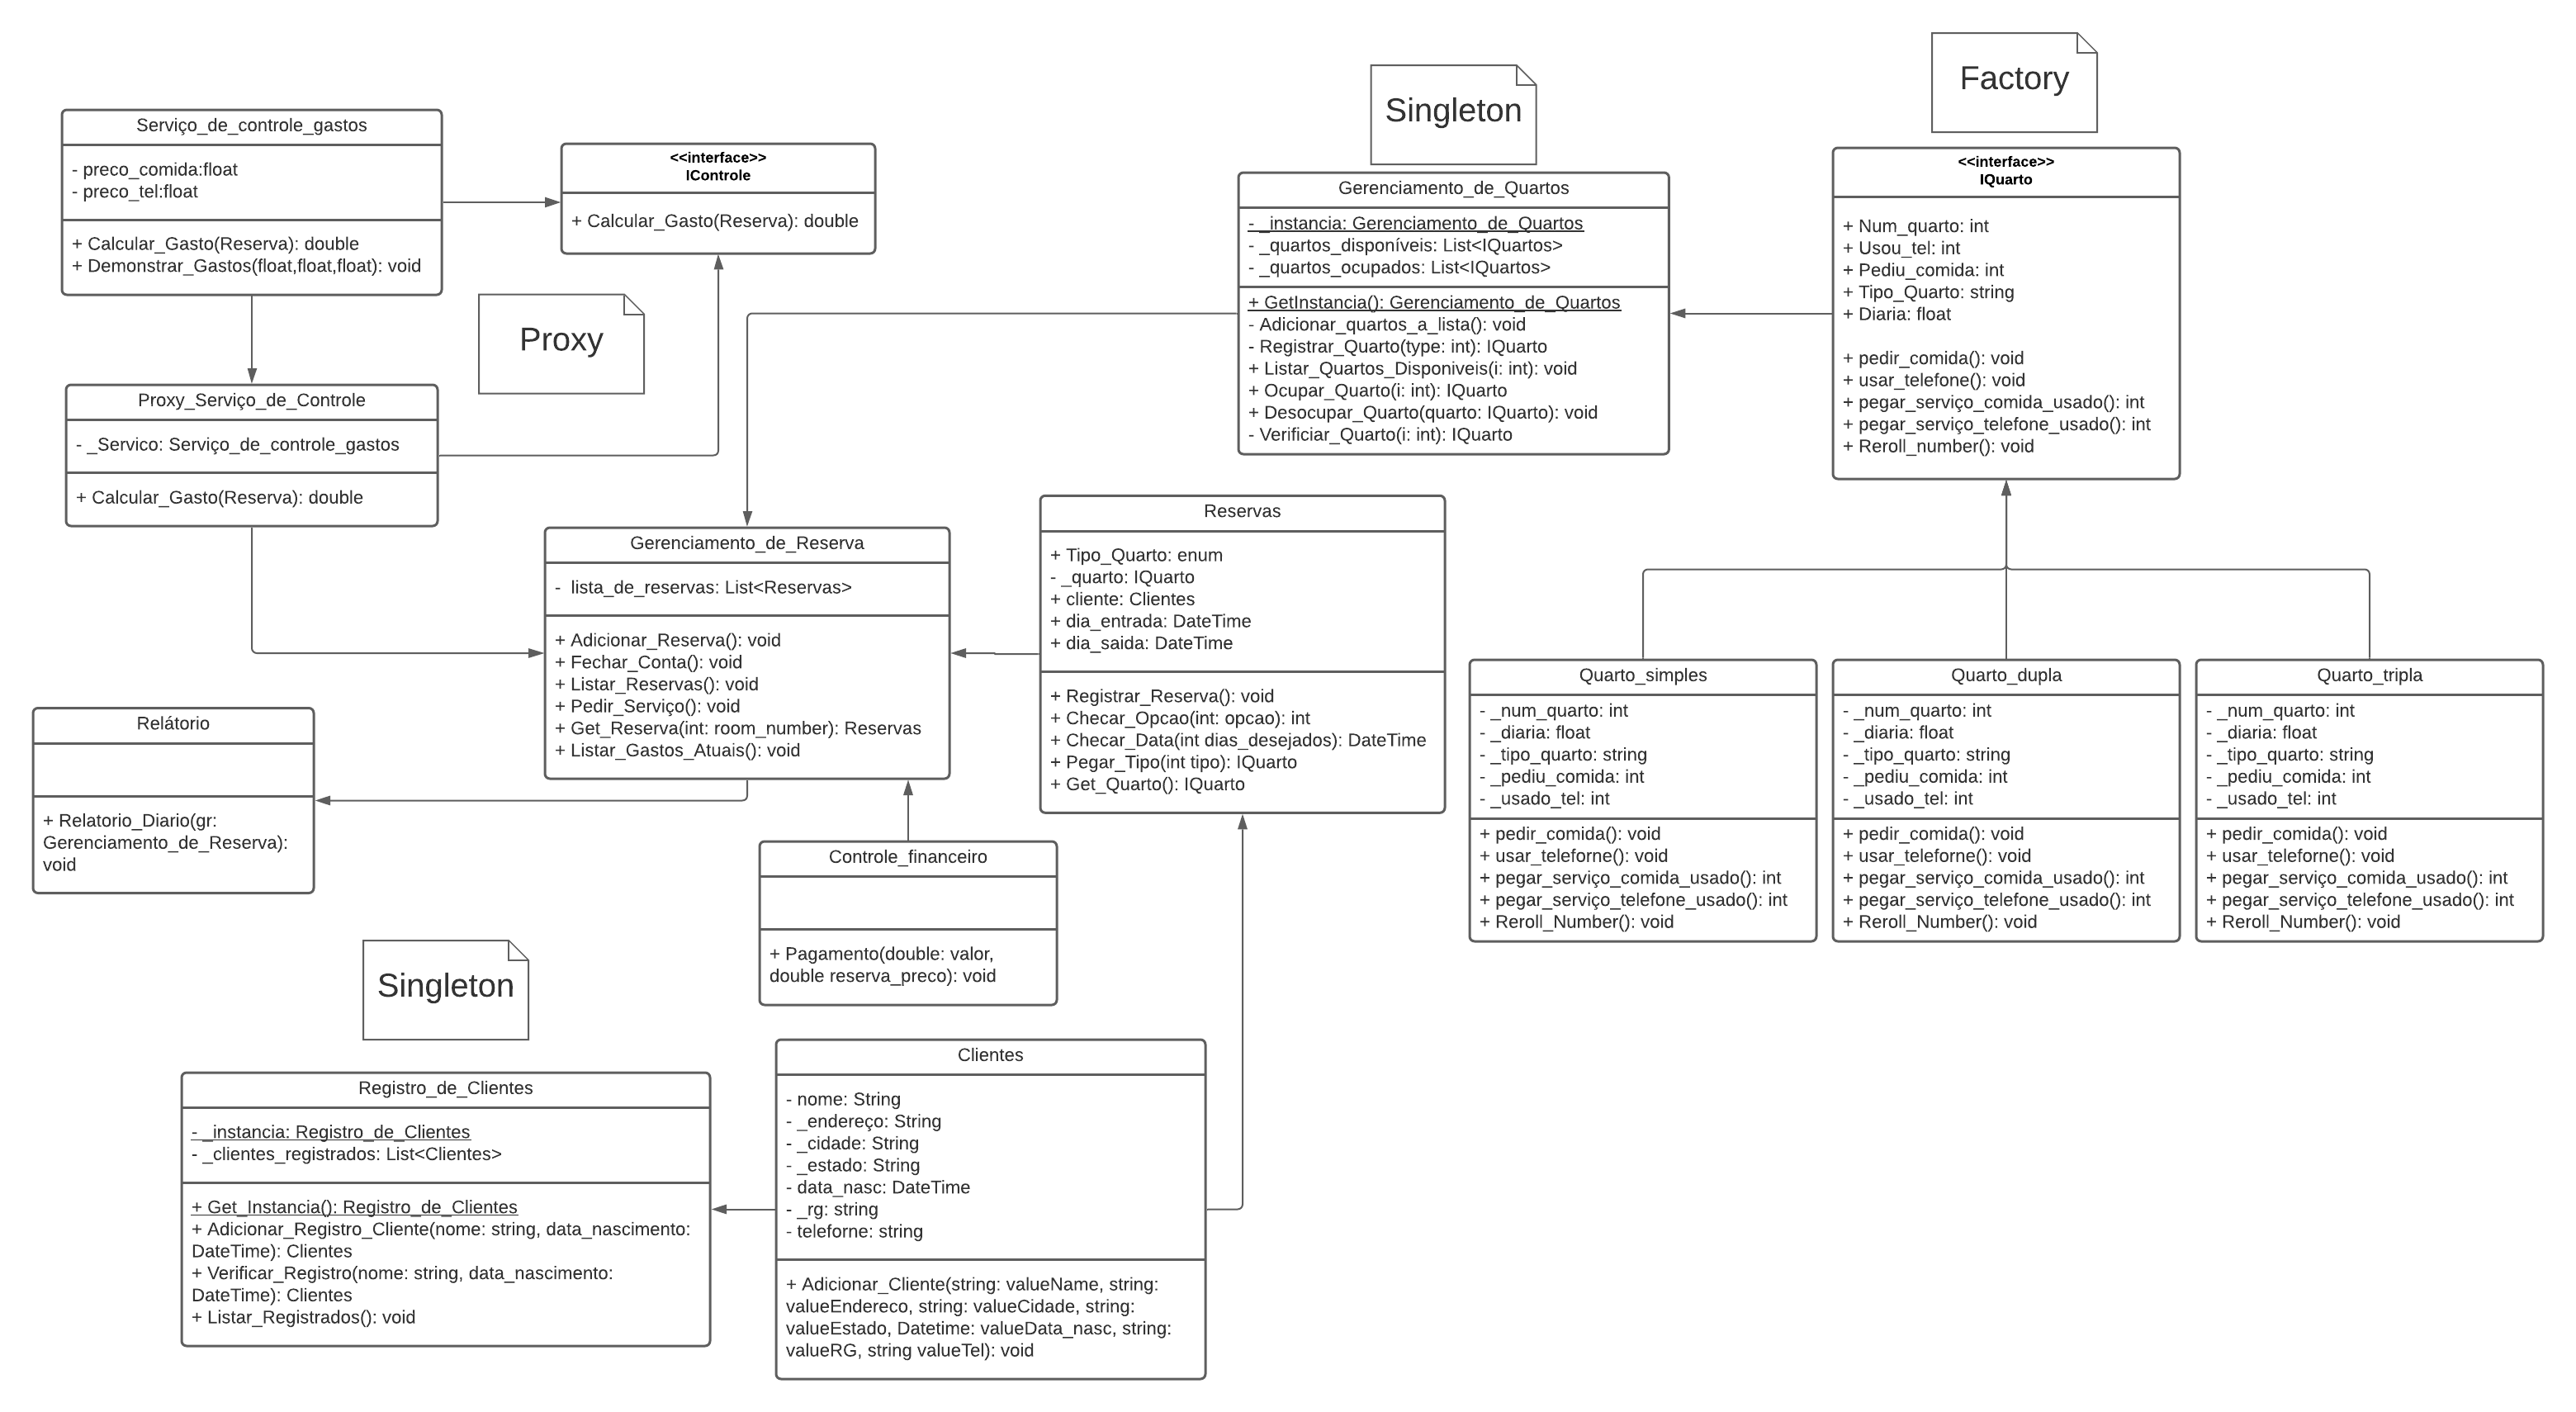 Factory
Singleton
Serviço_de_controle_gastos
- preco_comida:float
- preco_tel:float
+ Calcular_Gasto(Reserva): double
+ Demonstrar_Gastos(float,float,float): void
<<interface>>
IControle
+ Calcular_Gasto(Reserva): double
Gerenciamento_de_Quartos
- _instancia: Gerenciamento_de_Quartos
- _quartos_disponíveis: List<IQuartos>
- _quartos_ocupados: List<IQuartos>
+ GetInstancia(): Gerenciamento_de_Quartos
- Adicionar_quartos_a_lista(): void
- Registrar_Quarto(type: int): IQuarto
+ Listar_Quartos_Disponiveis(i: int): void
+ Ocupar_Quarto(i: int): IQuarto
+ Desocupar_Quarto(quarto: IQuarto): void
- Verificiar_Quarto(i: int): IQuarto
<<interface>>
IQuarto
+ Num_quarto: int
+ Usou_tel: int
+ Pediu_comida: int
+ Tipo_Quarto: string
+ Diaria: float
+ pedir_comida(): void
+ usar_telefone(): void
+ pegar_serviço_comida_usado(): int
+ pegar_serviço_telefone_usado(): int
+ Reroll_number(): void
Proxy
Proxy_Serviço_de_Controle
- _Servico: Serviço_de_controle_gastos
+ Calcular_Gasto(Reserva): double
Gerenciamento_de_Reserva
- lista_de_reservas: List<Reservas>
+ Adicionar_Reserva(): void
+ Fechar_Conta(): void
+ Listar_Reservas(): void
+ Pedir_Serviço(): void
+ Get_Reserva(int: room_number): Reservas
+ Listar_Gastos_Atuais(): void
Reservas
+ Tipo_Quarto: enum
- _quarto: IQuarto
+ cliente: Clientes
+ dia_entrada: DateTime
+ dia_saida: DateTime
+ Registrar_Reserva(): void
+ Checar_Opcao(int: opcao): int
+ Checar_Data(int dias_desejados): DateTime
+ Pegar_Tipo(int tipo): IQuarto
+ Get_Quarto(): IQuarto
Quarto_simples
- _num_quarto: int
- _diaria: float
- _tipo_quarto: string
- _pediu_comida: int
- _usado_tel: int
+ pedir_comida(): void
+ usar_teleforne(): void
+ pegar_serviço_comida_usado(): int
+ pegar_serviço_telefone_usado(): int
+ Reroll_Number(): void
Quarto_dupla
- _num_quarto: int
- _diaria: float
- _tipo_quarto: string
- _pediu_comida: int
- _usado_tel: int
+ pedir_comida(): void
+ usar_teleforne(): void
+ pegar_serviço_comida_usado(): int
+ pegar_serviço_telefone_usado(): int
+ Reroll_Number(): void
Quarto_tripla
- _num_quarto: int
- _diaria: float
- _tipo_quarto: string
- _pediu_comida: int
- _usado_tel: int
+ pedir_comida(): void
+ usar_teleforne(): void
+ pegar_serviço_comida_usado(): int
+ pegar_serviço_telefone_usado(): int
+ Reroll_Number(): void
Relátorio
+ Relatorio_Diario(gr:
Gerenciamento_de_Reserva):
void
Controle_financeiro
+ Pagamento(double: valor,
double reserva_preco): void
Singleton
Registro_de_Clientes
- _instancia: Registro_de_Clientes
- _clientes_registrados: List<Clientes>
+ Get_Instancia(): Registro_de_Clientes
+ Adicionar_Registro_Cliente(nome: string, data_nascimento:
DateTime): Clientes
+ Verificar_Registro(nome: string, data_nascimento:
DateTime): Clientes
+ Listar_Registrados(): void
Clientes
- nome: String
- _endereço: String
- _cidade: String
- _estado: String
- data_nasc: DateTime
- _rg: string
- teleforne: string
+ Adicionar_Cliente(string: valueName, string:
valueEndereco, string: valueCidade, string:
valueEstado, Datetime: valueData_nasc, string:
valueRG, string valueTel): void